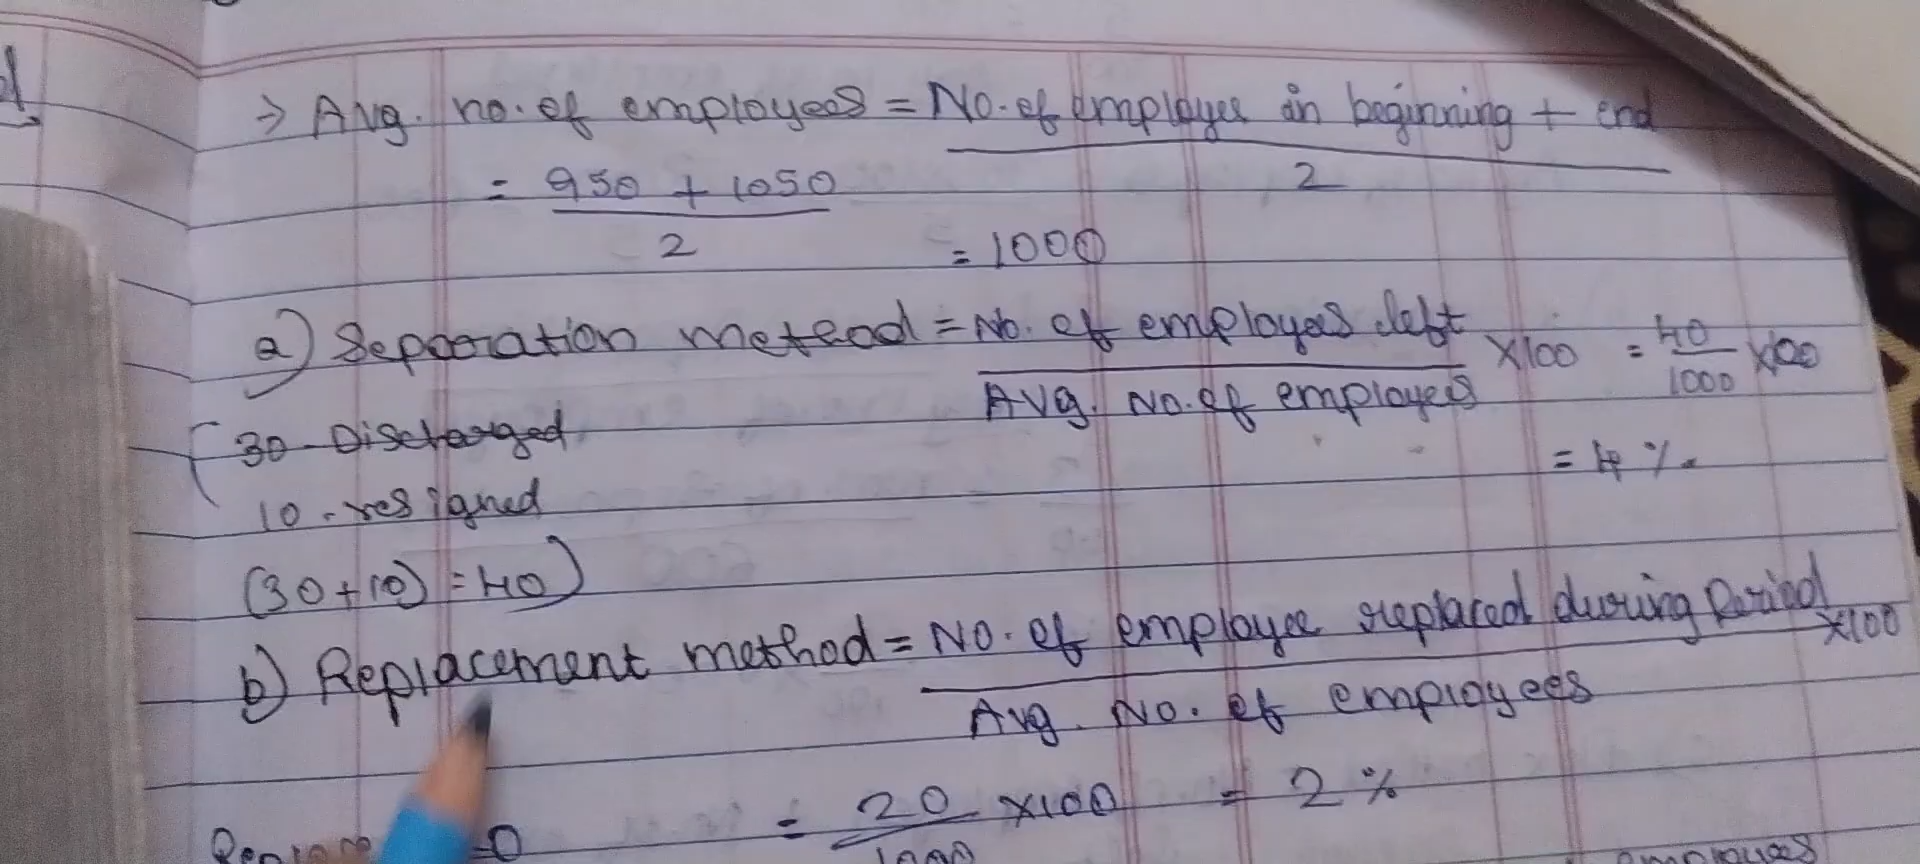 → Avg. no. of employees = No. of employee in beginning + end
2
= 950 + 1050
2
= 1000
a) Separation method = No. of employees left
Avg. No. of employees
×100 = 40
1000 ×100
30 - Discharged
= 4 %.
10 - resigned
(30+10) = 40)
b) Replacement method = No. of employee replaced during Period
×100
Avg. No. of employees
= 20 ×100 = 2 %
1000
employees